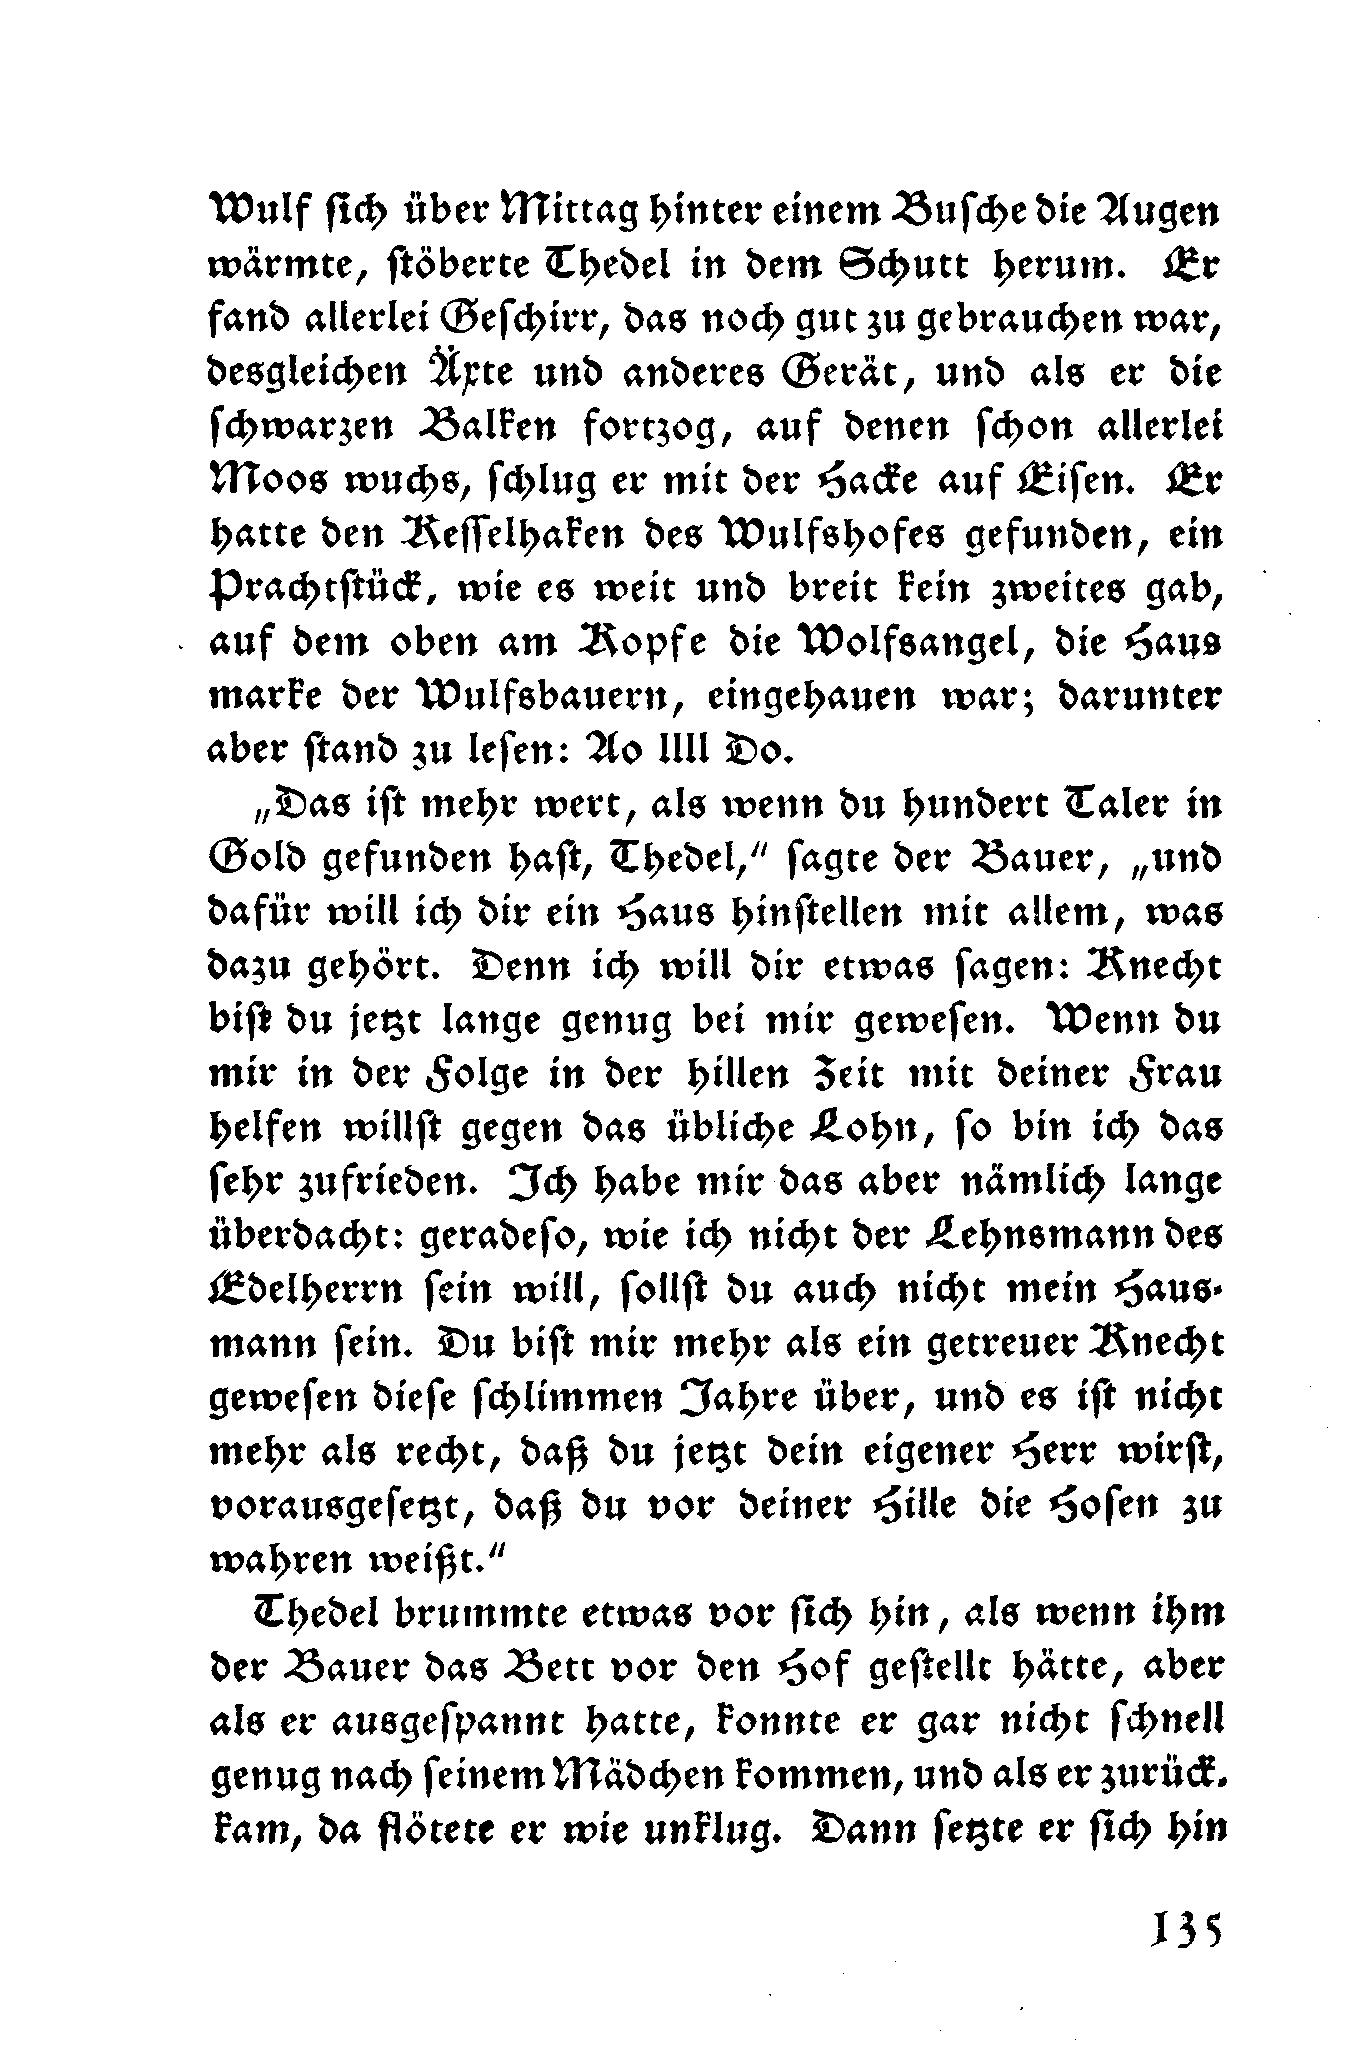 Wulf sich über Mittag hinter einem Busche die Augen
wärmte, stöberte Thedel in dem Schutt herum. Er
fand allerlei Geschirr, das noch gut zu gebrauchen war,
desgleichen Äxte und anderes Gerät, und als er die
schwarzen Balken fortzog, auf denen schon allerlei
Moos wuchs, schlug er mit der Hacke auf Eisen. Er
hatte den Kesselhaken des Wulfshofes gefunden, ein
Prachtstück, wie es weit und breit kein zweites gab,
auf dem oben am Kopfe die Wolfsangel, die Haus
marke der Wulfsbauern, eingehauen war; darunter
aber stand zu lesen: Ao llll Do.
„Das ist mehr wert, als wenn du hundert Taler in
Gold gefunden hast, Thedel,“ sagte der Bauer, „und
dafür will ich dir ein Haus hinstellen mit allem, was
dazu gehört. Denn ich will dir etwas sagen: Knecht
bist du jetzt lange genug bei mir gewesen. Wenn du
mir in der Folge in der hillen Zeit mit deiner Frau
helfen willst gegen das übliche Lohn, so bin ich das
sehr zufrieden. Ich habe mir das aber nämlich lange
überdacht: geradeso, wie ich nicht der Lehnsmann des
Edelherrn sein will, sollst du auch nicht mein Haus-
mann sein. Du bist mir mehr als ein getreuer Knecht
gewesen diese schlimmen Jahre über, und es ist nicht
mehr als recht, daß du jetzt dein eigener Herr wirst,
vorausgesetzt, daß du vor deiner Hille die Hosen zu
wahren weißt.“
Thedel brummte etwas vor sich hin, als wenn ihm
der Bauer das Bett vor den Hof gestellt hätte, aber
als er ausgespannt hatte, konnte er gar nicht schnell
genug nach seinem Mädchen kommen, und als er zurück-
kam, da flötete er wie unklug. Dann setzte er sich hin
135